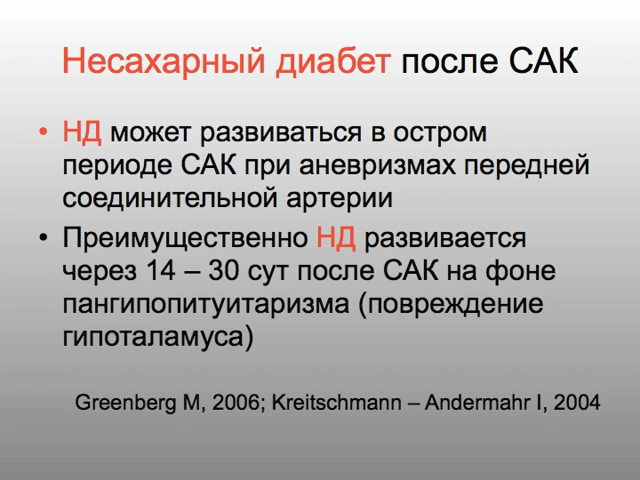 Несахарный диабет после САК
• НД может развиваться в остром
периоде САК при аневризмах передней
соединительной артерии
• Преимущественно НД развивается
через 14 – 30 сут после САК на фоне
пангипопитуитаризма (повреждение
гипоталамуса)
Greenberg M, 2006; Kreitschmann – Andermahr I, 2004